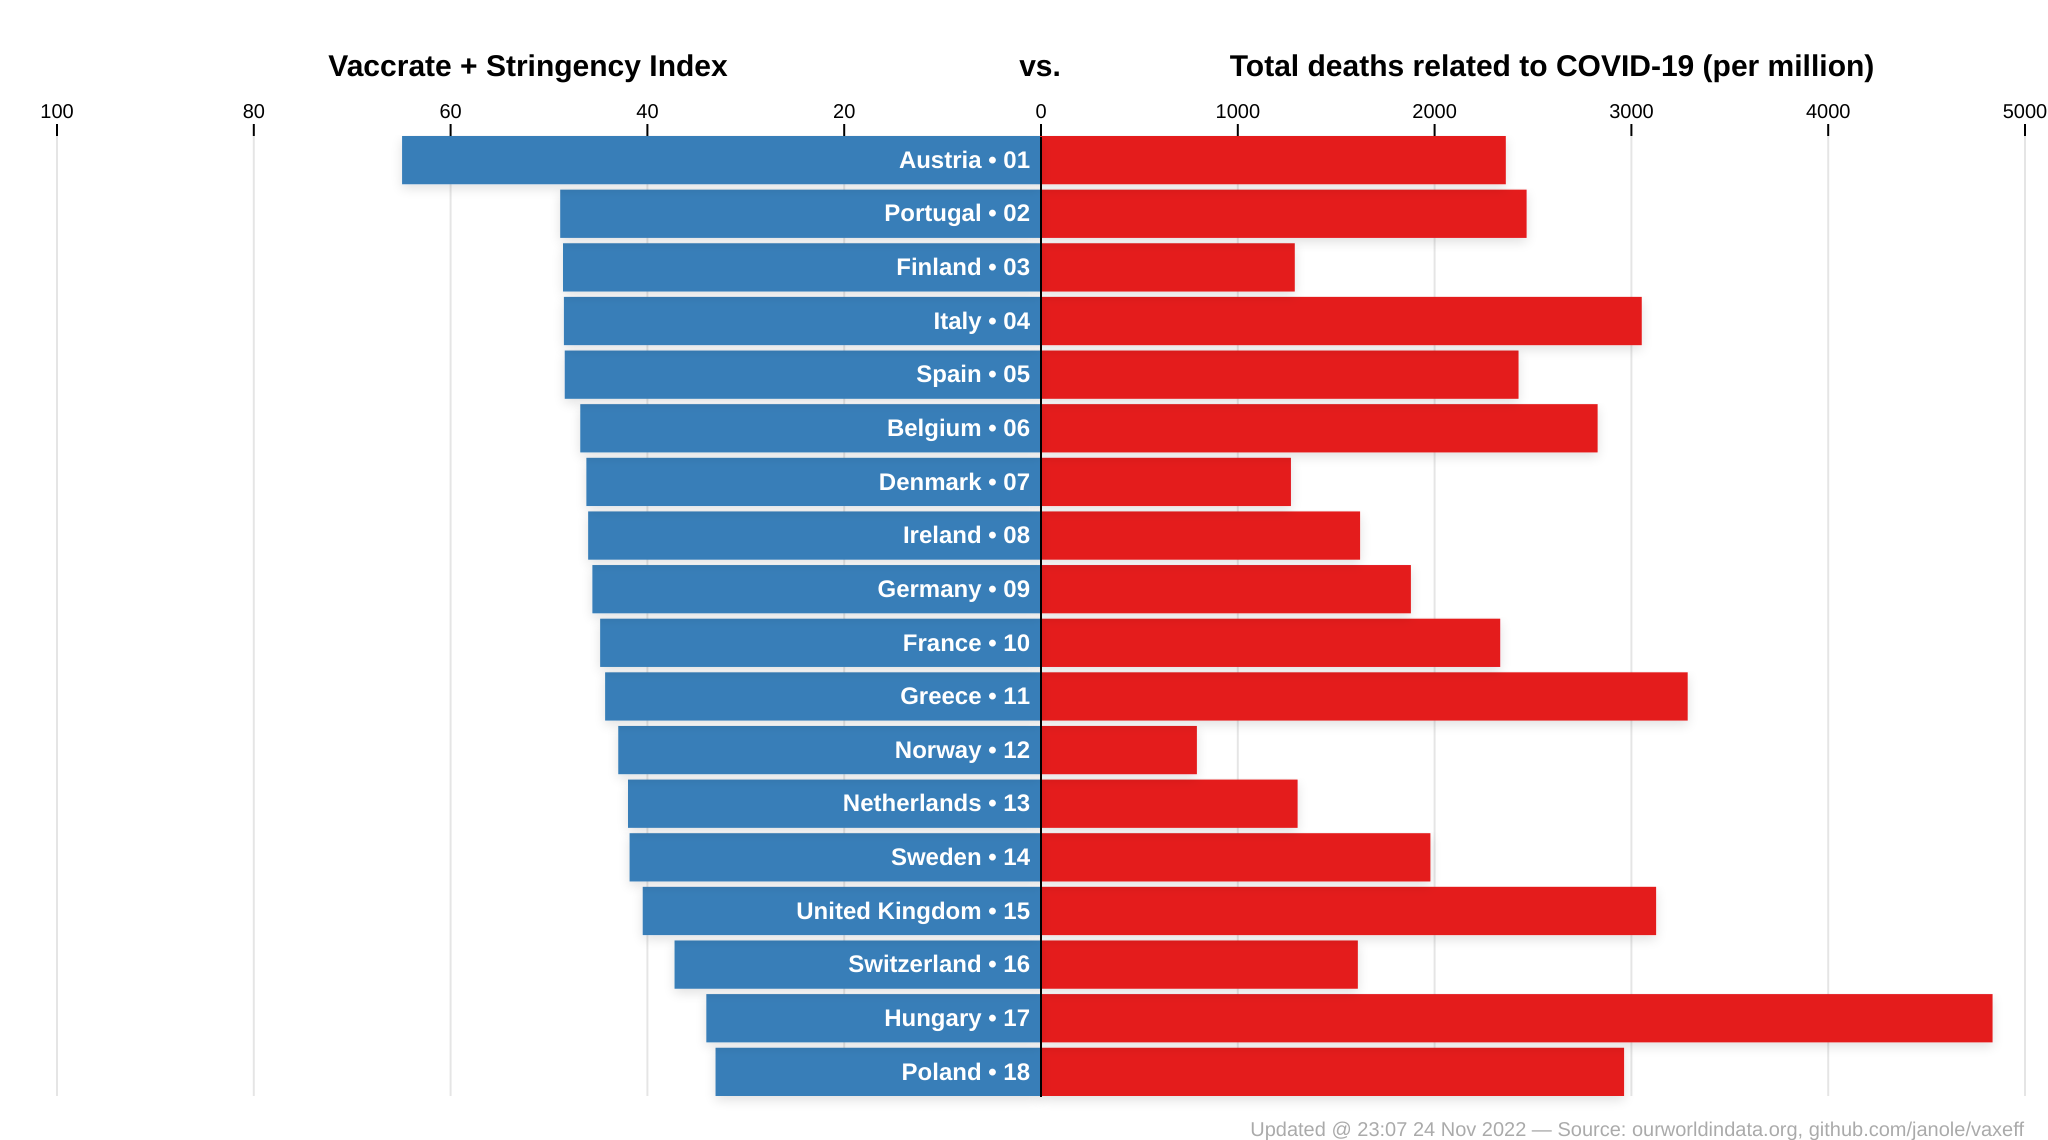 Vaccrate + Stringency Index vs. Total deaths related to COVID-19 (per million)
100 80 60 40 20 0 1000 2000 3000 4000 5000
Austria • 01
Portugal • 02
Finland • 03
Italy • 04
Spain • 05
Belgium • 06
Denmark • 07
Ireland • 08
Germany • 09
France • 10
Greece • 11
Norway • 12
Netherlands • 13
Sweden • 14
United Kingdom • 15
Switzerland • 16
Hungary • 17
Poland • 18
Updated @ 23:07 24 Nov 2022 — Source: ourworldindata.org, github.com/janole/vaxeff